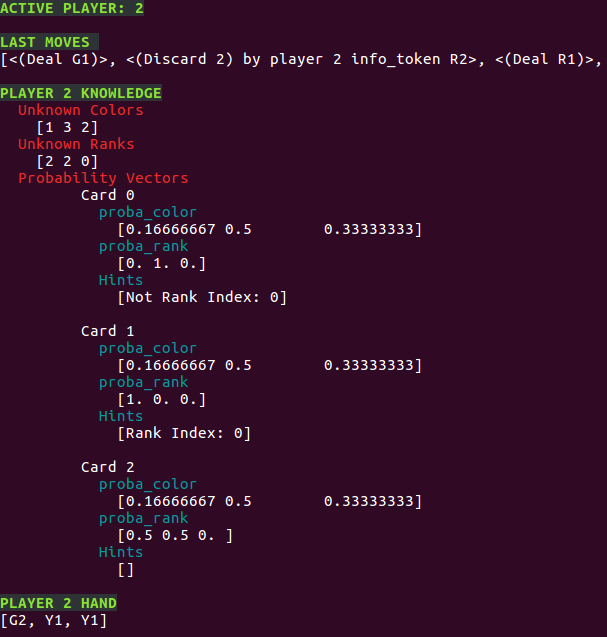 ACTIVE PLAYER: 2
LAST MOVES
[<(Deal G1)>, <(Discard 2) by player 2 info_token R2>, <(Deal R1)>,
PLAYER 2 KNOWLEDGE
Unknown Colors
[1 3 2]
Unknown Ranks
[2 2 0]
Probability Vectors
Card 0
proba_color
[0.16666667 0.5        0.33333333]
proba_rank
[0. 1. 0.]
Hints
[Not Rank Index: 0]
Card 1
proba_color
[0.16666667 0.5        0.33333333]
proba_rank
[1. 0. 0.]
Hints
[Rank Index: 0]
Card 2
proba_color
[0.16666667 0.5        0.33333333]
proba_rank
[0.5 0.5 0. ]
Hints
[]
PLAYER 2 HAND
[G2, Y1, Y1]